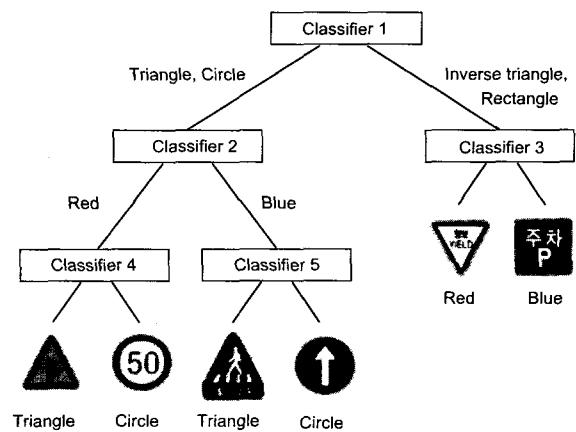 Classifier 1
Triangle, Circle
Inverse triangle,
Rectangle
Classifier 2
Classifier 3
Red
Blue
YIELD
주차
P
Classifier 4
Classifier 5
Red
Blue
50
Triangle
Circle
Triangle
Circle